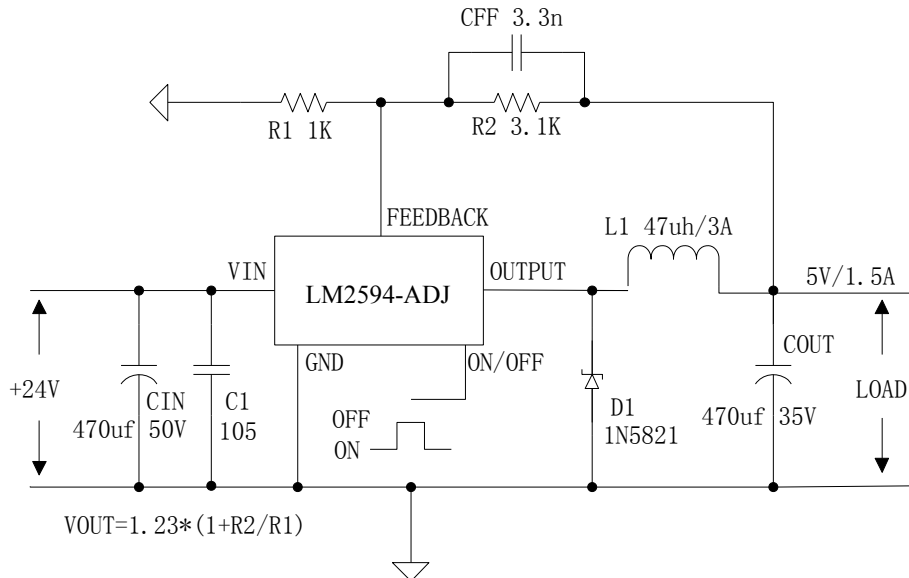 CFF 3.3n
R1 1K
R2 3.1K
FEEDBACK
L1 47uh/3A
VIN
OUTPUT
5V/1.5A
LM2594-ADJ
GND
ON/OFF
COUT
+24V
CIN
C1
OFF
D1
LOAD
470uf
50V
105
ON
1N5821
470uf
35V
VOUT=1.23*(1+R2/R1)